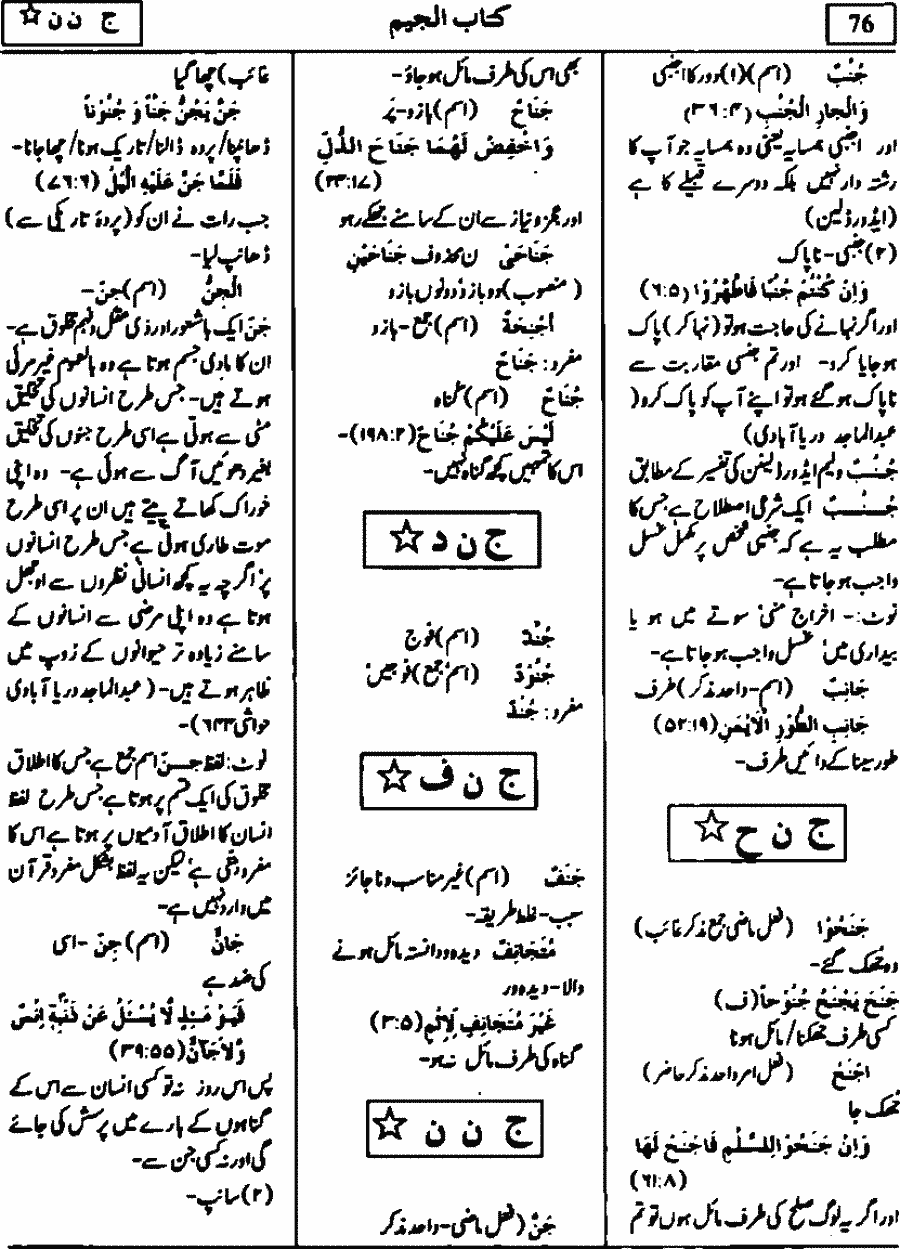 76
کتاب الجیم
ج ن ن ☆
جُنُبٌ (اسم)(۱)دور کا اجنبی
وَالْجارِ الْجُنُبِ (۳۶:۴)
اور اجنبی ہمسایہ یعنی وہ ہمسایہ جو آپ کا
رشتہ دار نہیں بلکہ دوسرے قبیلے کا ہے
(ایڈورڈ لین)
(۲)جنبی-ناپاک
وَاِنْ كُنْتُمْ جُنُبًا فَاطَّهَّرُوْا (۶:۵)
اور اگر نہانے کی حاجت ہو تو (نہا کر) پاک
ہو جایا کرو- اور تم جنسی مقاربت سے
ناپاک ہو گئے ہو تو اپنے آپ کو پاک کرو(
عبدالماجد دریا آبادی)
جُنُبٌ ولیم ایڈورڈ لین کی تفسیر کے مطابق
جُنُبٌ ایک شرعی اصطلاح ہے جس کا
مطلب یہ ہے کہ جنبی شخص پر مکمل غسل
واجب ہو جاتا ہے-
نوٹ:- اخراج منی سوتے میں ہو یا
بیداری میں غسل واجب ہو جاتا ہے-
جَانِبٌ (اسم-واحد مذکر) طرف
جَانِبِ الطُّوْرِ الْاَيْمَنِ(۵۲:۱۹)
طور سینا کے دائیں طرف-
ج ن ح ☆
جَنَحُوْا (فعل ماضی جمع مذکر غائب)
وہ جھک گئے-
جَنَحَ يَجْنَحُ جُنُوْحاً(ف)
کسی طرف جھکنا/مائل ہونا
اجْنَحْ (فعل امر واحد مذکر حاضر)
جھک جا
وَاِنْ جَنَحُوْا لِلسَّلْمِ فَاجْنَحْ لَهَا
(۶۱:۸)
اور اگر یہ لوگ صلح کی طرف مائل ہوں تو تم
بھی اس کی طرف مائل ہو جاؤ-
جَنَاحٌ (اسم) بازو-پَر
وَاخْفِضْ لَهُمَا جَنَاحَ الذُّلِّ
(۲۴:۱۷)
اور عجز و نیاز سے ان کے سامنے جھکے رہو
جَنَاحَیْ ن محذوف جَنَاحَيْنِ
(منصوب) دو بازو دونوں بازو
اَجْنِحَةٌ (اسم) جمع-بازو
مفرد: جَنَاحٌ
جُنَاحٌ (اسم) گناہ
لَيْسَ عَلَيْكُمْ جُنَاحٌ(۱۹۸:۲)-
اس کا تمہیں کچھ گناہ نہیں-
ج ن د ☆
جُنْدٌ (اسم) فوج
جُنُوْدٌ (اسم جمع) فوجیں
مفرد: جُنْدٌ
ج ن ف ☆
جَنَفٌ (اسم) غیر مناسب و ناجائز
جب-غلط طریقہ-
مُتَجَانِفٌ دیدہ و دانستہ مائل ہونے
والا-دیدہ ور
غَيْرَ مُتَجَانِفٍ لِاِثْمٍ(۳:۵)
گناہ کی طرف مائل نہ ہو-
ج ن ن ☆
جَنَّ (فعل ماضی-واحد مذکر
غائب) چھا گیا
جَنَّ يَجُنُّ جَنّاً وَ جُنُوْناً
ڈھانپنا/پردہ ڈالنا/تاریک ہونا/چھا جانا-
فَلَمَّا جَنَّ عَلَيْهِ الَّيْلُ (۷۶:۶)
جب رات نے ان کو (پردۂ تاریکی سے)
ڈھانپ لیا-
الْجِنُّ (اسم) جن-
جن ایک باشعور اور ذی عقل و فہم مخلوق ہے-
ان کا مادی جسم ہوتا ہے وہ بالعموم غیر مرئی
ہوتے ہیں-جس طرح انسانوں کی تخلیق
مٹی سے ہوئی ہے اسی طرح جنوں کی تخلیق
بغیر دھوئیں آگ سے ہوئی ہے- وہ اپنی
خوراک کھاتے پیتے ہیں ان پر اسی طرح
موت طاری ہوتی ہے جس طرح انسانوں
پر اگرچہ یہ کچھ انسانی نظروں سے اوجھل
ہوتا ہے وہ اپنی مرضی سے انسانوں کے
سامنے زیادہ تر حیوانوں کے روپ میں
ظاہر ہوتے ہیں-(عبدالماجد دریا آبادی
حواشی ۶۴۳)-
نوٹ: لفظ جن اسم جمع ہے جس کا اطلاق
مخلوق کی ایک قسم پر ہوتا ہے جس طرح لفظ
انسان کا اطلاق آدمیوں پر ہوتا ہے اس کا
مفرد جنی ہے لیکن یہ لفظ بشکل مفرد قرآن
میں وارد نہیں ہے-
جَانٌّ (اسم) جن-اسی
کی ضد ہے
فَيَوْمَئِذٍ لَّا يُسْئَلُ عَنْ ذَنْبِهٖ اِنْسٌ
وَّلَاجَآنٌّ(۳۹:۵۵)
پس اس روز نہ تو کسی انسان سے اس کے
گناہوں کے بارے میں پرسش کی جائے
گی اور نہ کسی جن سے-
(۲) سانپ-